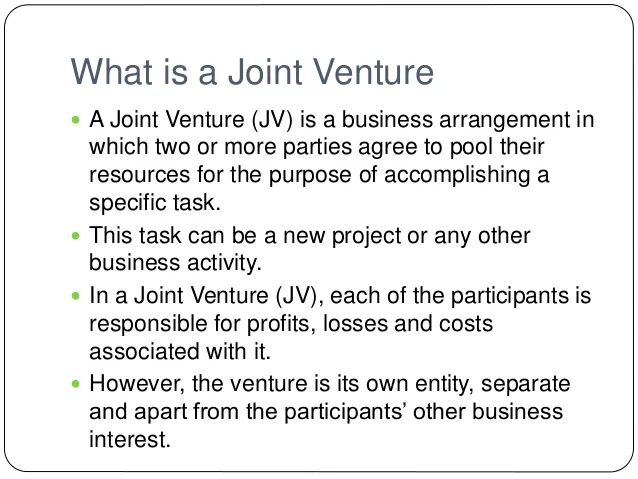 What is a Joint Venture
• A Joint Venture (JV) is a business arrangement in
which two or more parties agree to pool their
resources for the purpose of accomplishing a
specific task.
• This task can be a new project or any other
business activity.
• In a Joint Venture (JV), each of the participants is
responsible for profits, losses and costs
associated with it.
• However, the venture is its own entity, separate
and apart from the participants’ other business
interest.